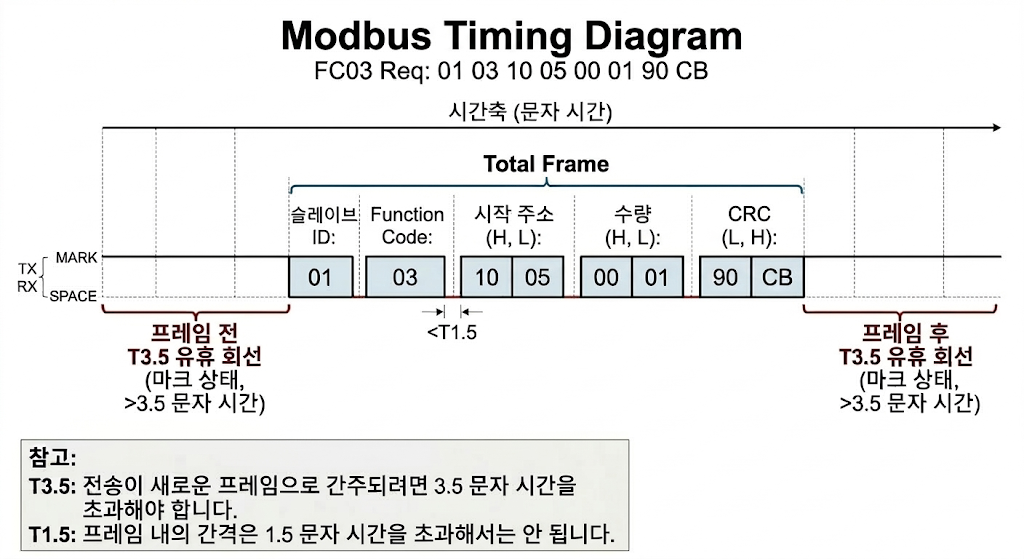 Modbus Timing Diagram
FC03 Req: 01 03 10 05 00 01 90 CB
시간축 (문자 시간)
Total Frame
슬레이브
ID:
Function
Code:
시작 주소
(H, L):
수량
(H, L):
CRC
(L, H):
MARK
TX
RX
SPACE
01
03
10
05
00
01
90
CB
<T1.5
프레임 전
T3.5 유휴 회선
(마크 상태,
>3.5 문자 시간)
프레임 후
T3.5 유휴 회선
(마크 상태,
>3.5 문자 시간)
참고:
T3.5: 전송이 새로운 프레임으로 간주되려면 3.5 문자 시간을
초과해야 합니다.
T1.5: 프레임 내의 간격은 1.5 문자 시간을 초과해서는 안 됩니다.